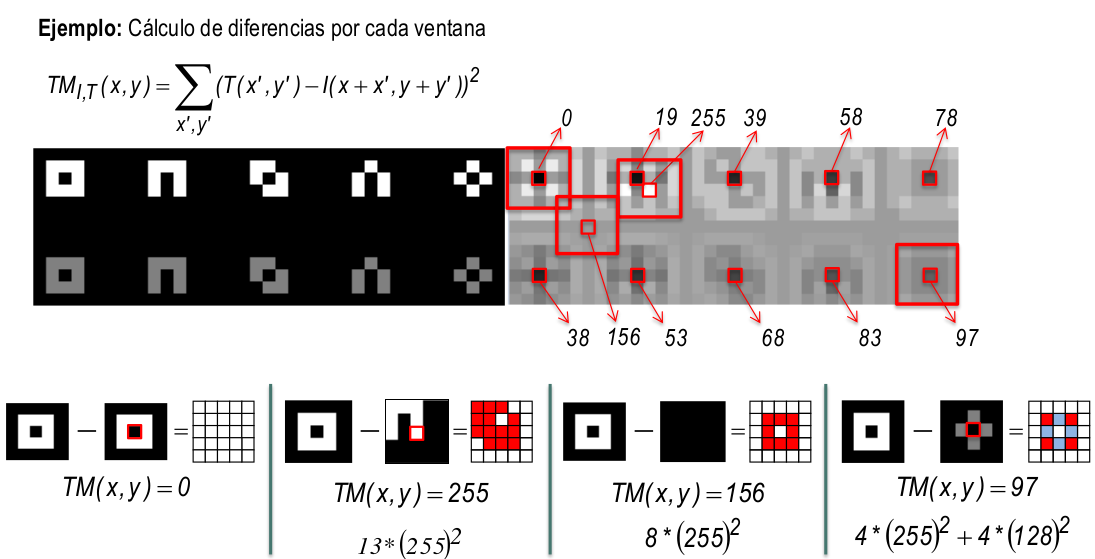 Ejemplo: Cálculo de diferencias por cada ventana
TM_{I,T}(x,y) = ∑_{x',y'} (T(x',y') − I(x+x',y+y'))²
0 19 255 39 58 78
38 156 53 68 83 97
− =
− =
− =
− =
TM(x,y) = 0
TM(x,y) = 255
TM(x,y) = 156
TM(x,y) = 97
13*(255)²
8*(255)²
4*(255)² + 4*(128)²